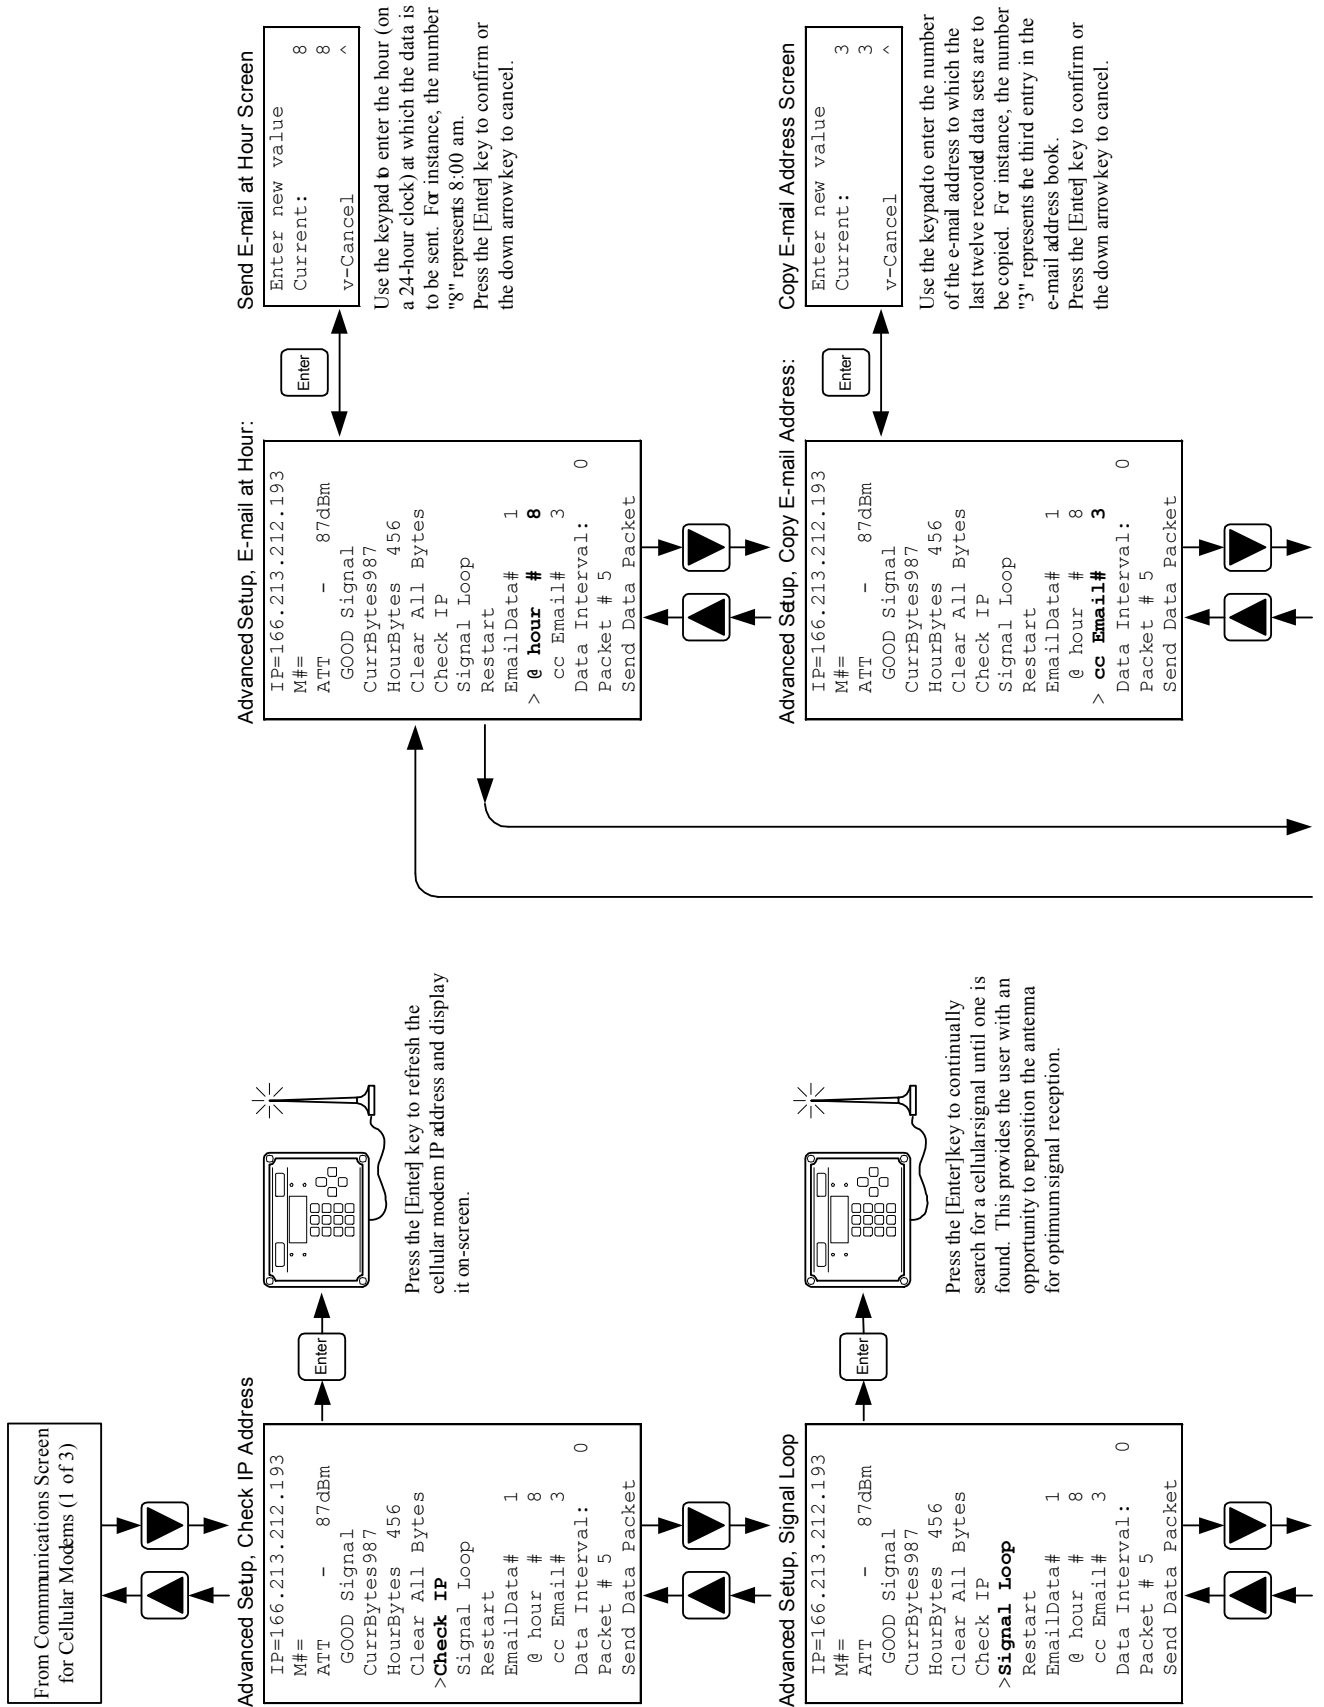 From Communications Screen
for Cellular Modems (1 of 3)
Advanced Setup, Check IP Address
IP=166.213.212.193
M#=
ATT - 87dBm
GOOD Signal
CurrBytes987
HourBytes 456
Clear All Bytes
>Check IP
Signal Loop
Restart
EmailData# 1
@ hour # 8
cc Email# 3
Data Interval: 0
Packet # 5
Send Data Packet
Enter
Press the [Enter] key to refresh the
cellular modem IP address and display
it on-screen.
Advanced Setup, Signal Loop
IP=166.213.212.193
M#=
ATT - 87dBm
GOOD Signal
CurrBytes987
HourBytes 456
Clear All Bytes
Check IP
>Signal Loop
Restart
EmailData# 1
@ hour # 8
cc Email# 3
Data Interval: 0
Packet # 5
Send Data Packet
Enter
Press the [Enter] key to continually
search for a cellular signal until one is
found. This provides the user with an
opportunity to reposition the antenna
for optimum signal reception.
Advanced Setup, E-mail at Hour:
IP=166.213.212.193
M#=
ATT - 87dBm
GOOD Signal
CurrBytes987
HourBytes 456
Clear All Bytes
Check IP
Signal Loop
Restart
EmailData# 1
> @ hour # 8
cc Email# 3
Data Interval: 0
Packet # 5
Send Data Packet
Enter
Send E-mail at Hour Screen
Enter new value
Current: 8
8
v-Cancel ^
Use the keypad to enter the hour (on
a 24-hour clock) at which the data is
to be sent. For instance, the number
"8" represents 8:00 am.
Press the [Enter] key to confirm or
the down arrow key to cancel.
Advanced Setup, Copy E-mail Address:
IP=166.213.212.193
M#=
ATT - 87dBm
GOOD Signal
CurrBytes987
HourBytes 456
Clear All Bytes
Check IP
Signal Loop
Restart
EmailData# 1
@ hour # 8
> cc Email# 3
Data Interval: 0
Packet # 5
Send Data Packet
Enter
Copy E-mail Address Screen
Enter new value
Current: 3
3
v-Cancel ^
Use the keypad to enter the number
of the e-mail address to which the
last twelve recorded data sets are to
be copied. For instance, the number
"3" represents the third entry in the
e-mail address book.
Press the [Enter] key to confirm or
the down arrow key to cancel.